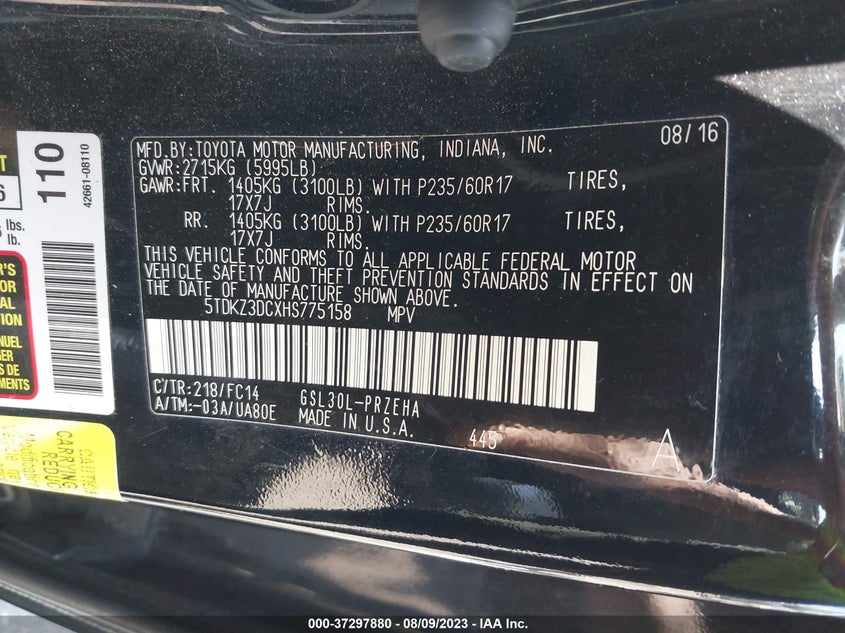 MFD.BY:TOYOTA MOTOR MANUFACTURING, INDIANA, INC. 08/16
GVWR:2715KG (5995LB)
GAWR:FRT. 1405KG (3100LB) WITH P235/60R17 TIRES,
17X7J RIMS.
RR. 1405KG (3100LB) WITH P235/60R17 TIRES,
17X7J RIMS.
THIS VEHICLE CONFORMS TO ALL APPLICABLE FEDERAL MOTOR
VEHICLE SAFETY AND THEFT PREVENTION STANDARDS IN EFFECT ON
THE DATE OF MANUFACTURE SHOWN ABOVE.
5TDKZ3DCXHS775158 MPV
C/TR:218/FC14 GSL30L-PRZEHA
A/TM:-03A/UA80E MADE IN U.S.A.
445 A
110
42661-08110
lbs.
lb.
CARRYING
000-37297880 - 08/09/2023 - IAA Inc.